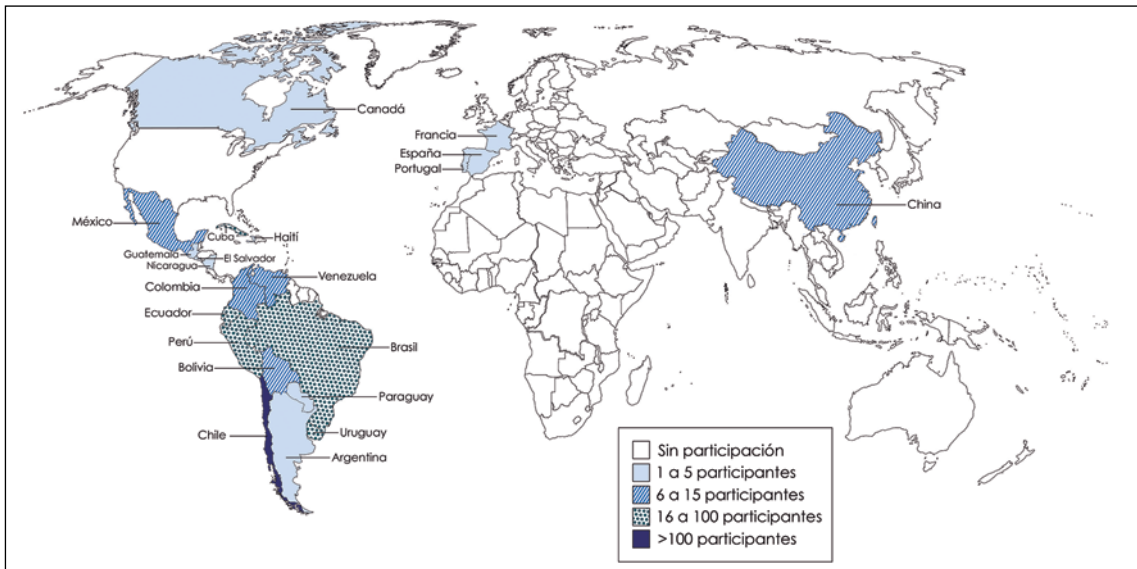 Canadá
Francia
España
Portugal
China
México
Cuba
Haití
Guatemala
El Salvador
Nicaragua
Venezuela
Colombia
Ecuador
Perú
Brasil
Bolivia
Paraguay
Chile
Uruguay
Argentina
Sin participación
1 a 5 participantes
6 a 15 participantes
16 a 100 participantes
>100 participantes